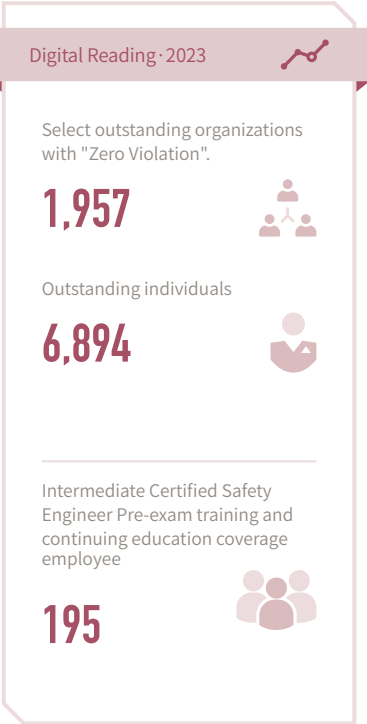 Digital Reading·2023
Select outstanding organizations
with "Zero Violation".
1,957
Outstanding individuals
6,894
Intermediate Certified Safety
Engineer Pre-exam training and
continuing education coverage
employee
195